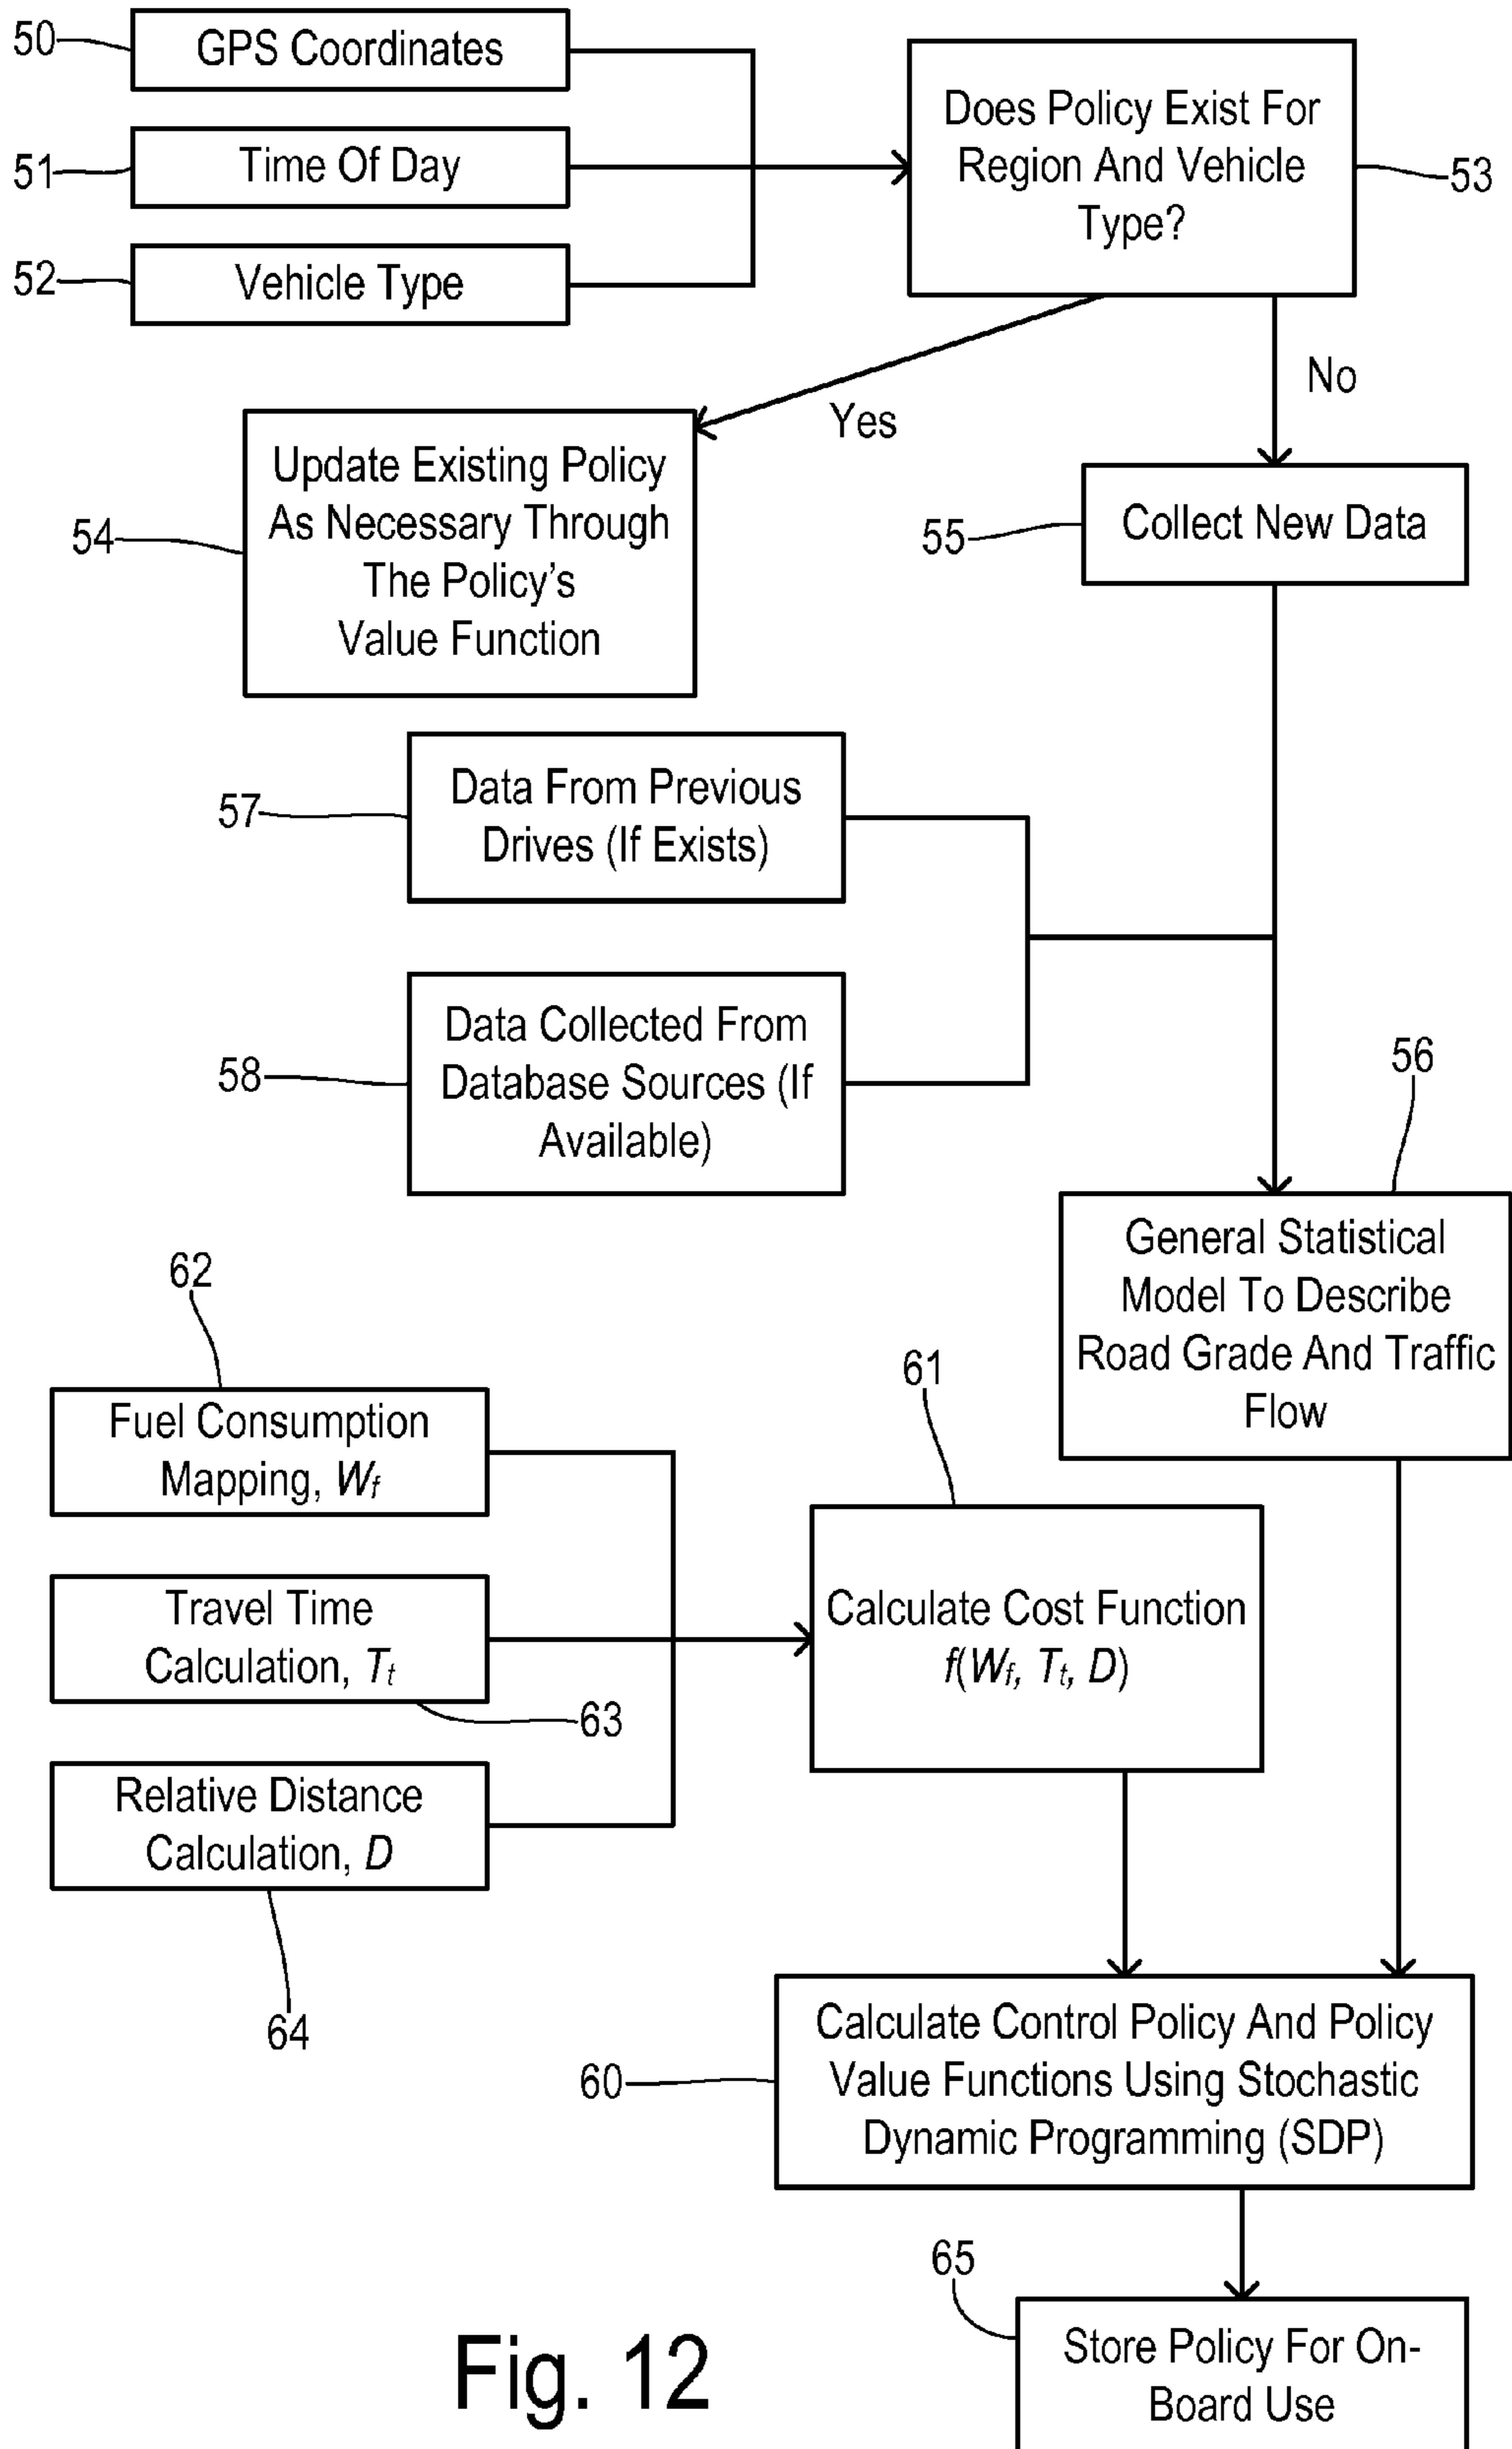 50
GPS Coordinates
51
Time Of Day
52
Vehicle Type
Does Policy Exist For
Region And Vehicle
Type?
53
Yes
No
54
Update Existing Policy
As Necessary Through
The Policy's
Value Function
55
Collect New Data
57
Data From Previous
Drives (If Exists)
58
Data Collected From
Database Sources (If
Available)
56
General Statistical
Model To Describe
Road Grade And Traffic
Flow
62
Fuel Consumption
Mapping, Wf
Travel Time
Calculation, Tt
63
Relative Distance
Calculation, D
64
61
Calculate Cost Function
f(Wf, Tt, D)
60
Calculate Control Policy And Policy
Value Functions Using Stochastic
Dynamic Programming (SDP)
65
Store Policy For On-
Board Use
Fig. 12